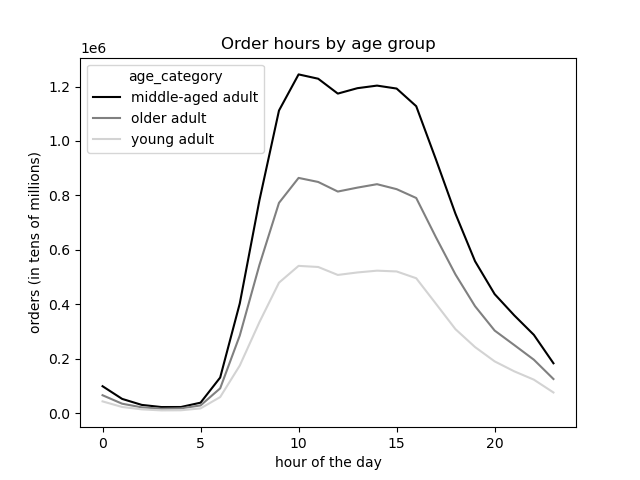 Order hours by age group
1e6
age_category
middle-aged adult
older adult
young adult
1.2
1.0
0.8
0.6
0.4
0.2
0.0
orders (in tens of millions)
0 5 10 15 20
hour of the day